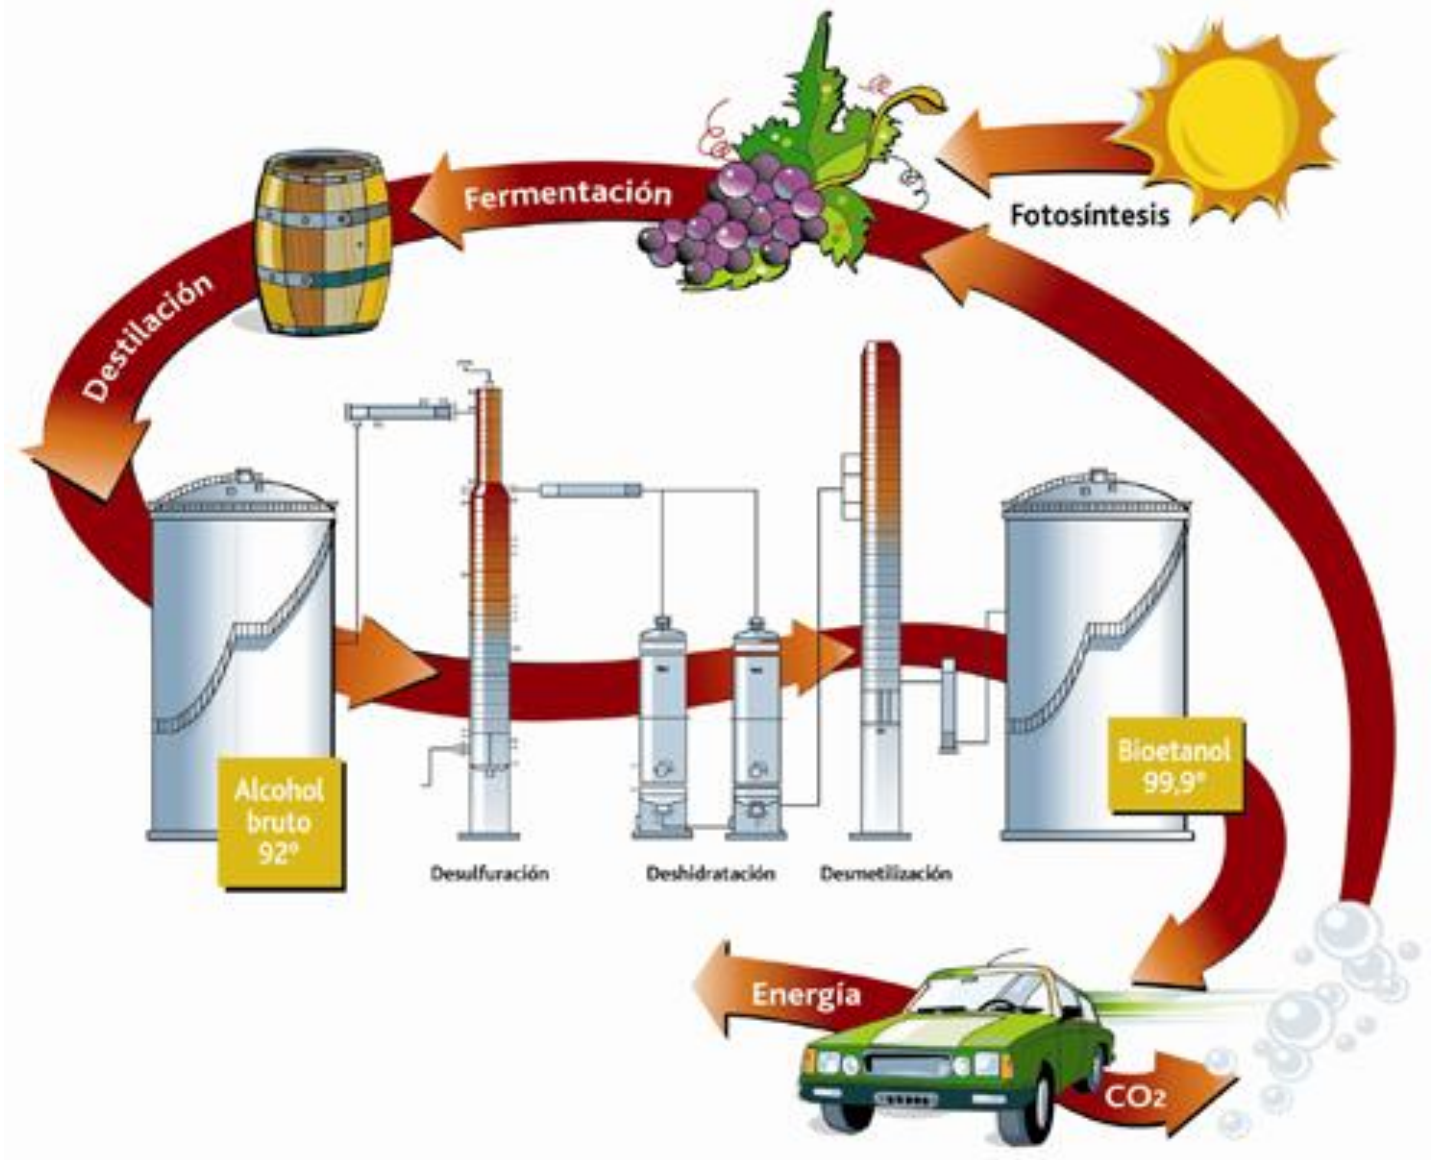 Fotosíntesis
Fermentación
Destilación
Alcohol
bruto
92º
Desulfuración
Deshidratación
Desmetilización
Bioetanol
99,9º
Energía
CO₂